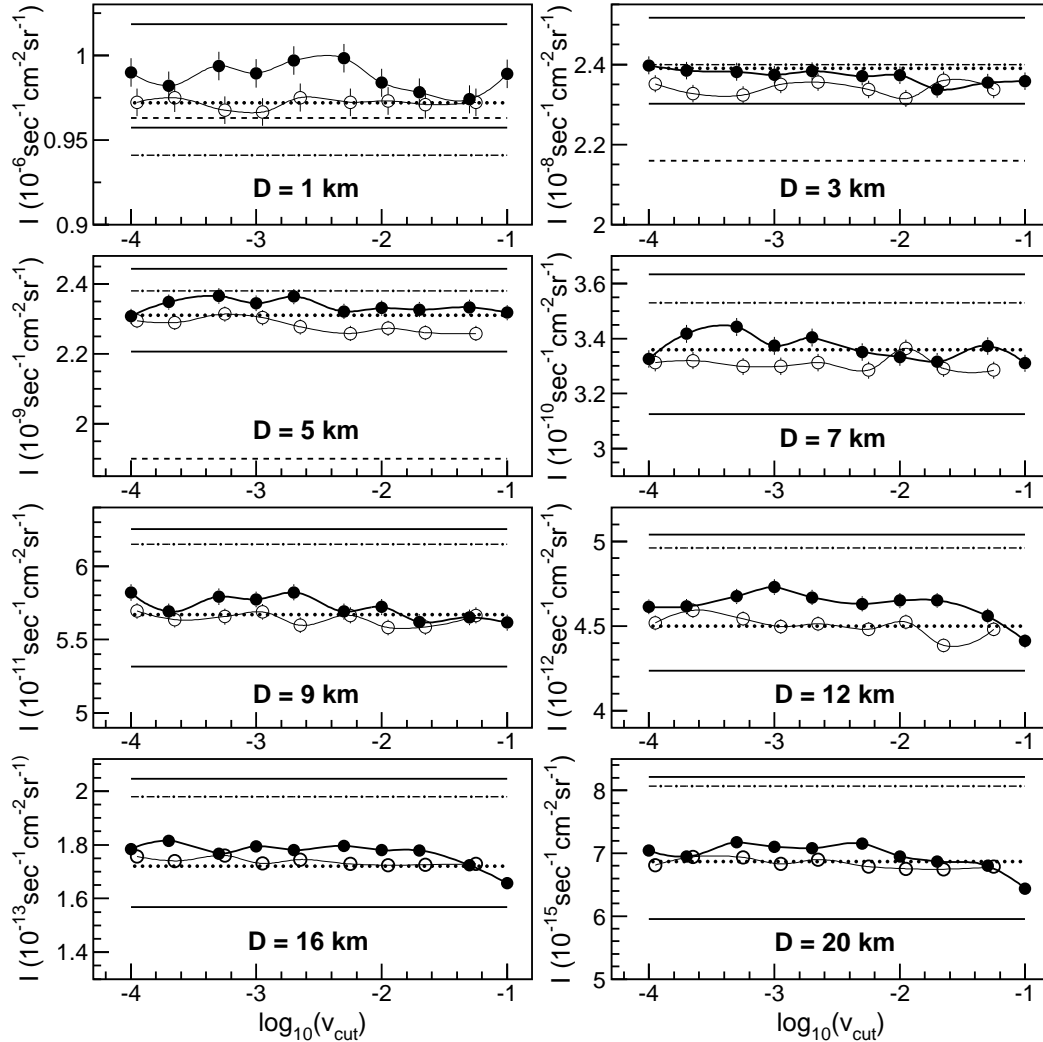 I (10⁻⁶sec⁻¹cm⁻²sr⁻¹)
1
0.95
0.9
D = 1 km
-4 -3 -2 -1
I (10⁻⁸sec⁻¹cm⁻²sr⁻¹)
2.4
2.2
2
D = 3 km
-4 -3 -2 -1
I (10⁻⁹sec⁻¹cm⁻²sr⁻¹)
2.4
2.2
2
D = 5 km
-4 -3 -2 -1
I (10⁻¹⁰sec⁻¹cm⁻²sr⁻¹)
3.6
3.4
3.2
3
D = 7 km
-4 -3 -2 -1
I (10⁻¹¹sec⁻¹cm⁻²sr⁻¹)
6
5.5
5
D = 9 km
-4 -3 -2 -1
I (10⁻¹²sec⁻¹cm⁻²sr⁻¹)
5
4.5
4
D = 12 km
-4 -3 -2 -1
I (10⁻¹³sec⁻¹cm⁻²sr⁻¹)
2
1.8
1.6
1.4
D = 16 km
-4 -3 -2 -1
log₁₀(v_cut)
I (10⁻¹⁵sec⁻¹cm⁻²sr⁻¹)
8
7
6
5
D = 20 km
-4 -3 -2 -1
log₁₀(v_cut)